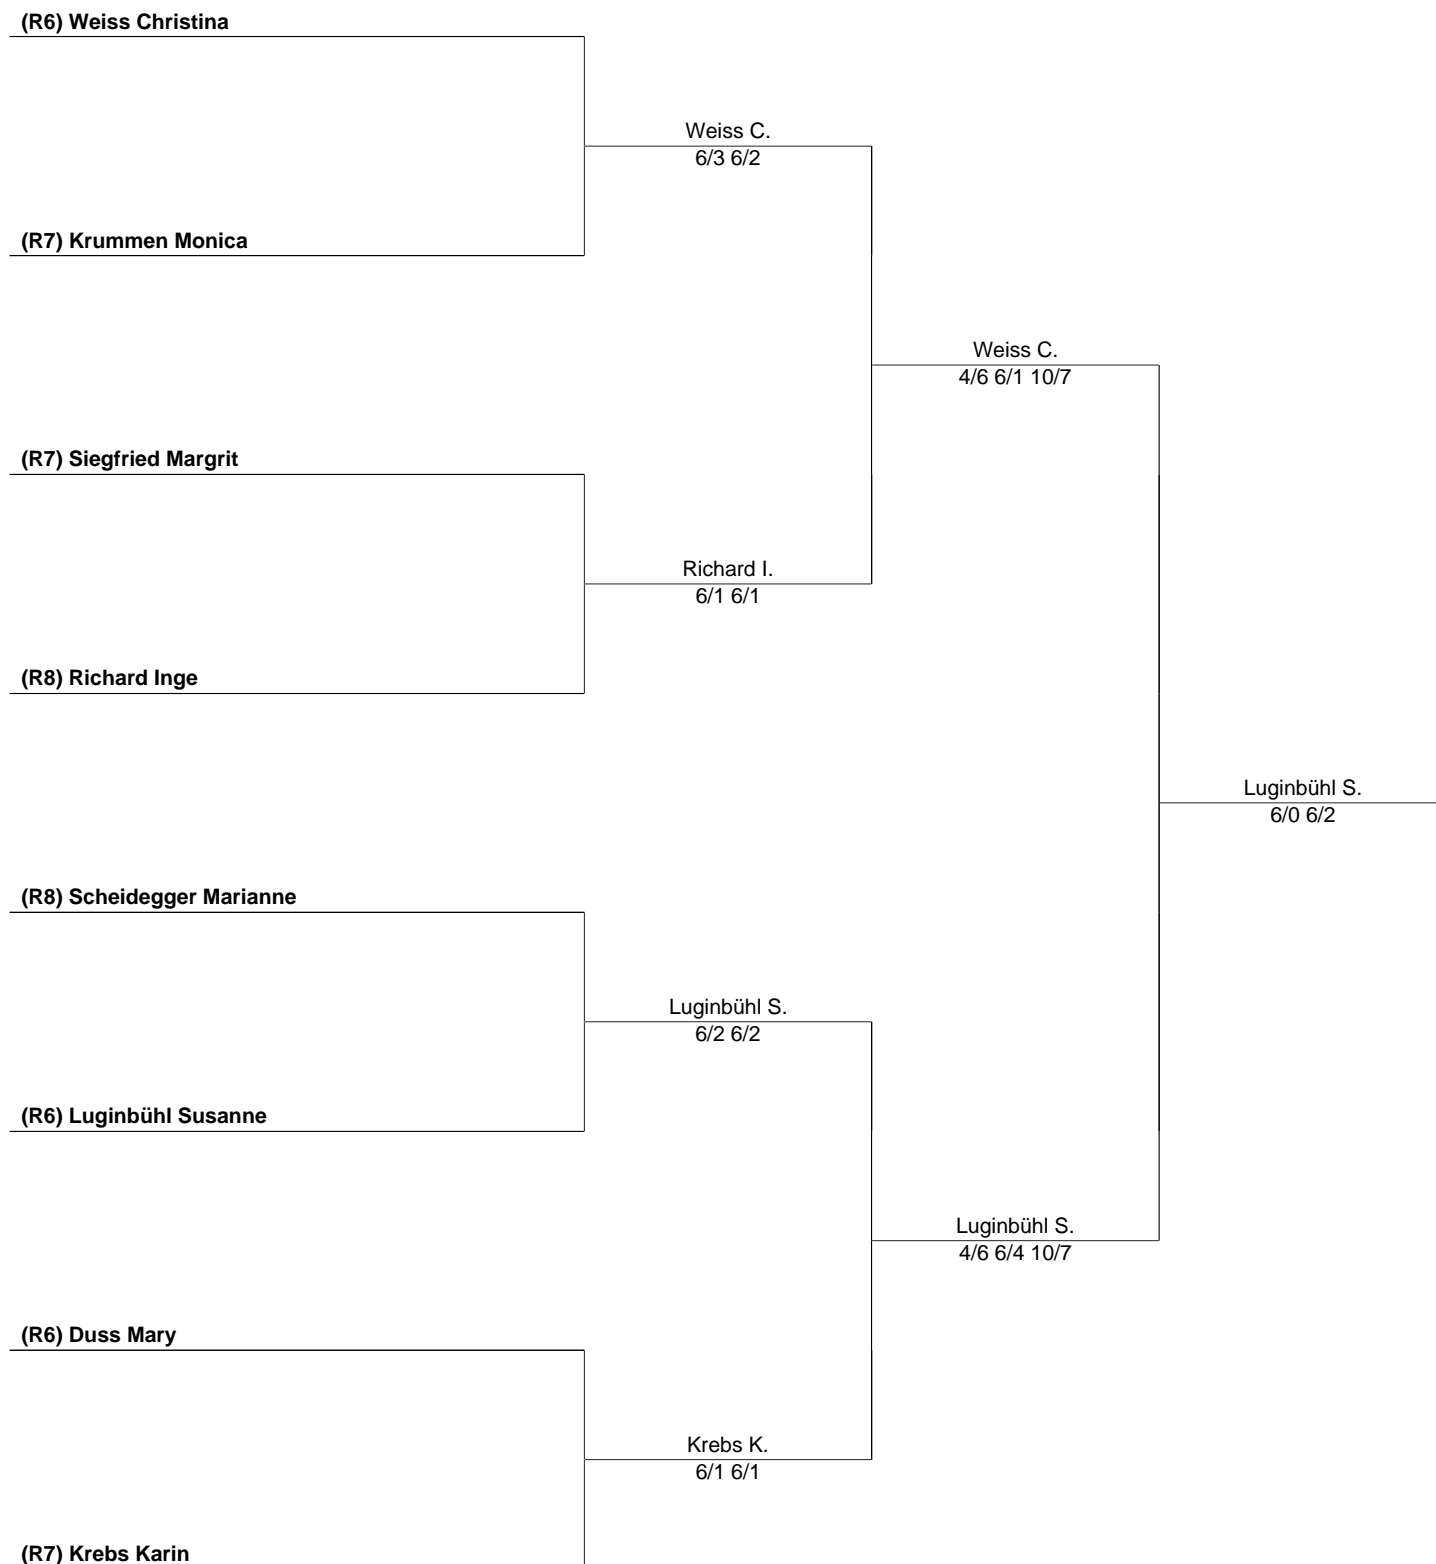 (R6) Weiss Christina
Weiss C.
6/3 6/2
(R7) Krummen Monica
Weiss C.
4/6 6/1 10/7
(R7) Siegfried Margrit
Richard I.
6/1 6/1
(R8) Richard Inge
Luginbühl S.
6/0 6/2
(R8) Scheidegger Marianne
Luginbühl S.
6/2 6/2
(R6) Luginbühl Susanne
Luginbühl S.
4/6 6/4 10/7
(R6) Duss Mary
Krebs K.
6/1 6/1
(R7) Krebs Karin